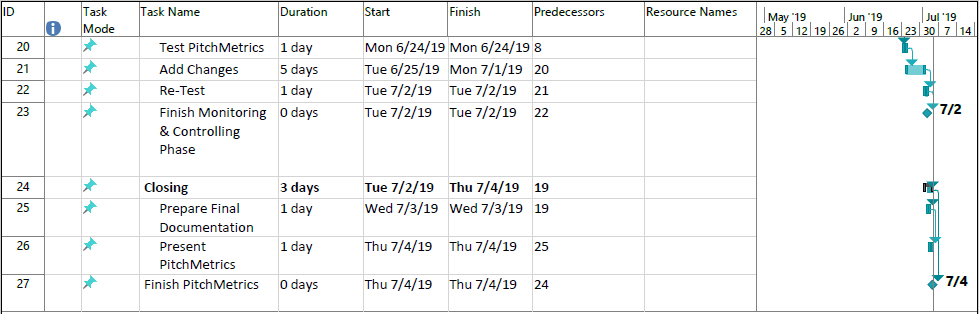 ID Task Mode Task Name Duration Start Finish Predecessors Resource Names
May '19 Jun '19 Jul '19
28 5 12 19 26 2 9 16 23 30 7 14
20 Test PitchMetrics 1 day Mon 6/24/19 Mon 6/24/19 8
21 Add Changes 5 days Tue 6/25/19 Mon 7/1/19 20
22 Re-Test 1 day Tue 7/2/19 Tue 7/2/19 21
23 Finish Monitoring & Controlling Phase 0 days Tue 7/2/19 Tue 7/2/19 22 7/2
24 Closing 3 days Tue 7/2/19 Thu 7/4/19 19
25 Prepare Final Documentation 1 day Wed 7/3/19 Wed 7/3/19 19
26 Present PitchMetrics 1 day Thu 7/4/19 Thu 7/4/19 25
27 Finish PitchMetrics 0 days Thu 7/4/19 Thu 7/4/19 24 7/4